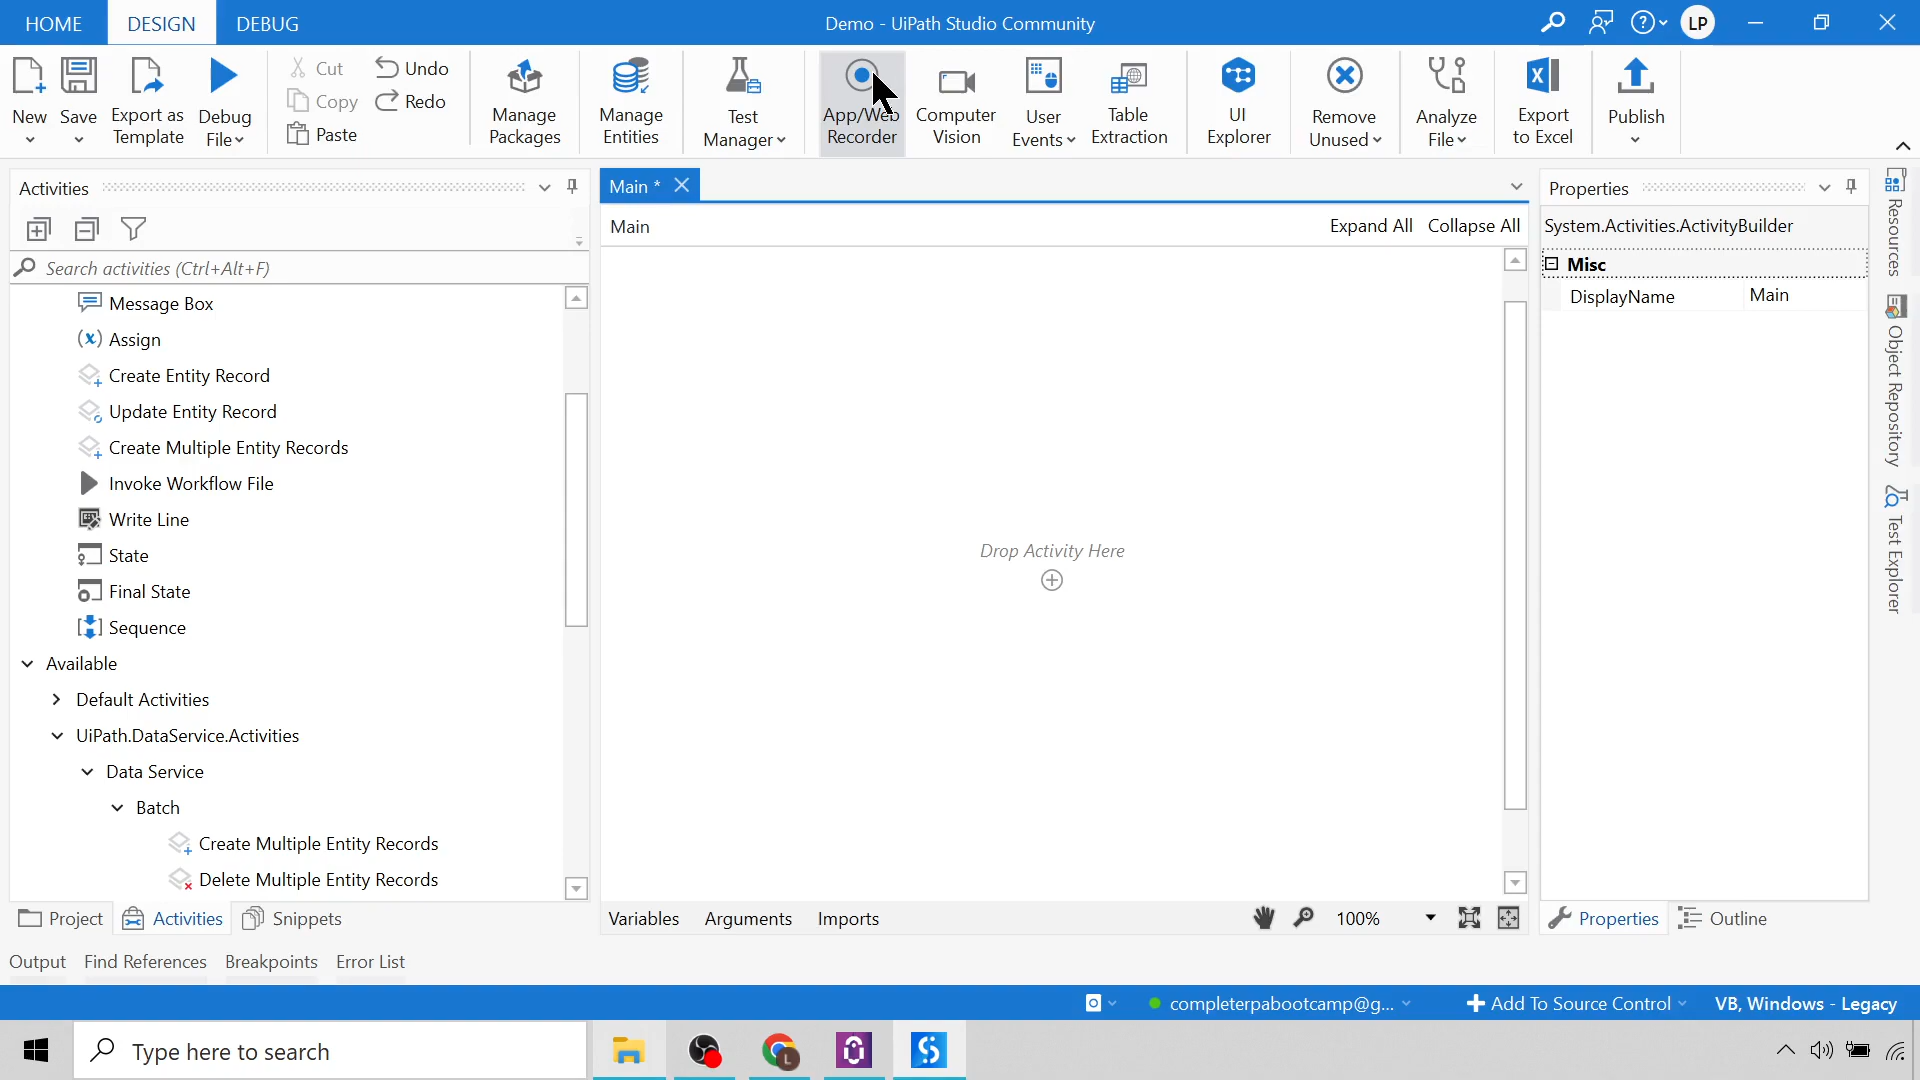 HOME DESIGN DEBUG Demo - UiPath Studio Community LP
New Save Export as Template Debug File Cut Copy Paste Undo Redo Manage Packages Manage Entities Test Manager App/Web Recorder Computer Vision User Events Table Extraction UI Explorer Remove Unused Analyze File Export to Excel Publish
Activities
Search activities (Ctrl+Alt+F)
Message Box
Assign
Create Entity Record
Update Entity Record
Create Multiple Entity Records
Invoke Workflow File
Write Line
State
Final State
Sequence
Available
Default Activities
UiPath.DataService.Activities
Data Service
Batch
Create Multiple Entity Records
Delete Multiple Entity Records
Project Activities Snippets
Main *
Main Expand All Collapse All
Drop Activity Here
Variables Arguments Imports 100%
Properties
System.Activities.ActivityBuilder
Misc
DisplayName Main
Properties Outline
Resources
Object Repository
Test Explorer
Output Find References Breakpoints Error List
completerpabootcamp@g... Add To Source Control VB, Windows - Legacy
Type here to search